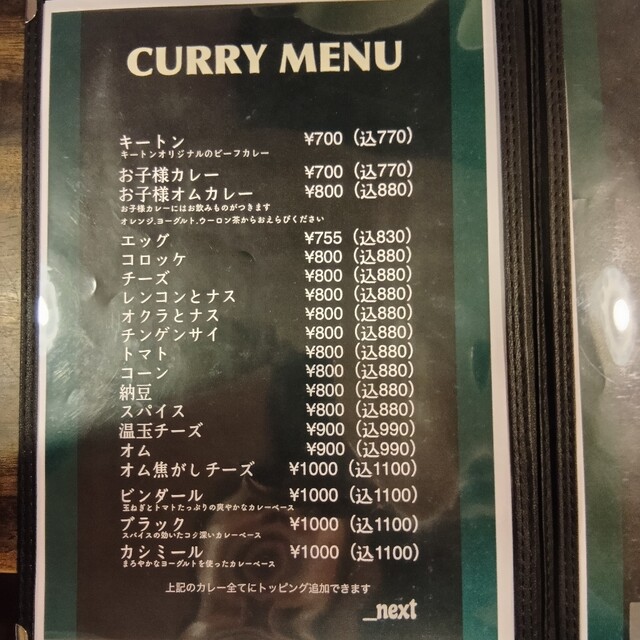 CURRY MENU
キートン ¥700（込770）
キートンオリジナルのビーフカレー
お子様カレー ¥700（込770）
お子様オムカレー ¥800（込880）
お子様カレーにはお飲みものがつきます
オレンジ.ヨーグルト.ウーロン茶からおえらびください
エッグ ¥755（込830）
コロッケ ¥800（込880）
チーズ ¥800（込880）
レンコンとナス ¥800（込880）
オクラとナス ¥800（込880）
チンゲンサイ ¥800（込880）
トマト ¥800（込880）
コーン ¥800（込880）
納豆 ¥800（込880）
スパイス ¥800（込880）
温玉チーズ ¥900（込990）
オム ¥900（込990）
オム焦がしチーズ ¥1000（込1100）
ビンダール ¥1000（込1100）
玉ねぎとトマトたっぷりの爽やかなカレーベース
ブラック ¥1000（込1100）
スパイスの効いたコク深いカレーベース
カシミール ¥1000（込1100）
まろやかなヨーグルトを使ったカレーベース
上記のカレー全てにトッピング追加できます
_next